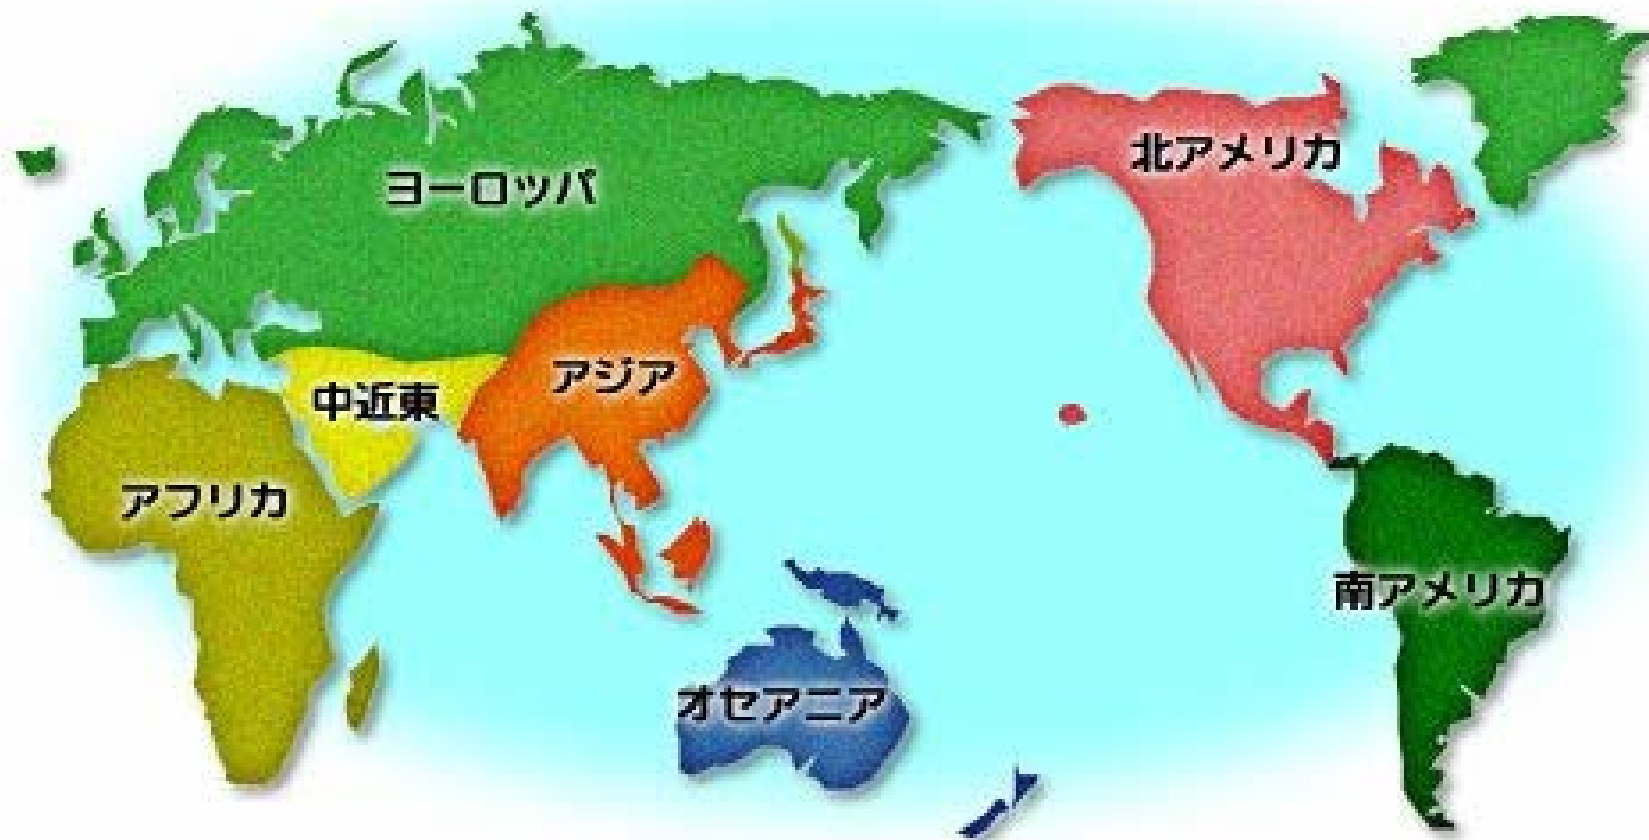 北アメリカ
ヨーロッパ
アジア
中近東
アフリカ
南アメリカ
オセアニア